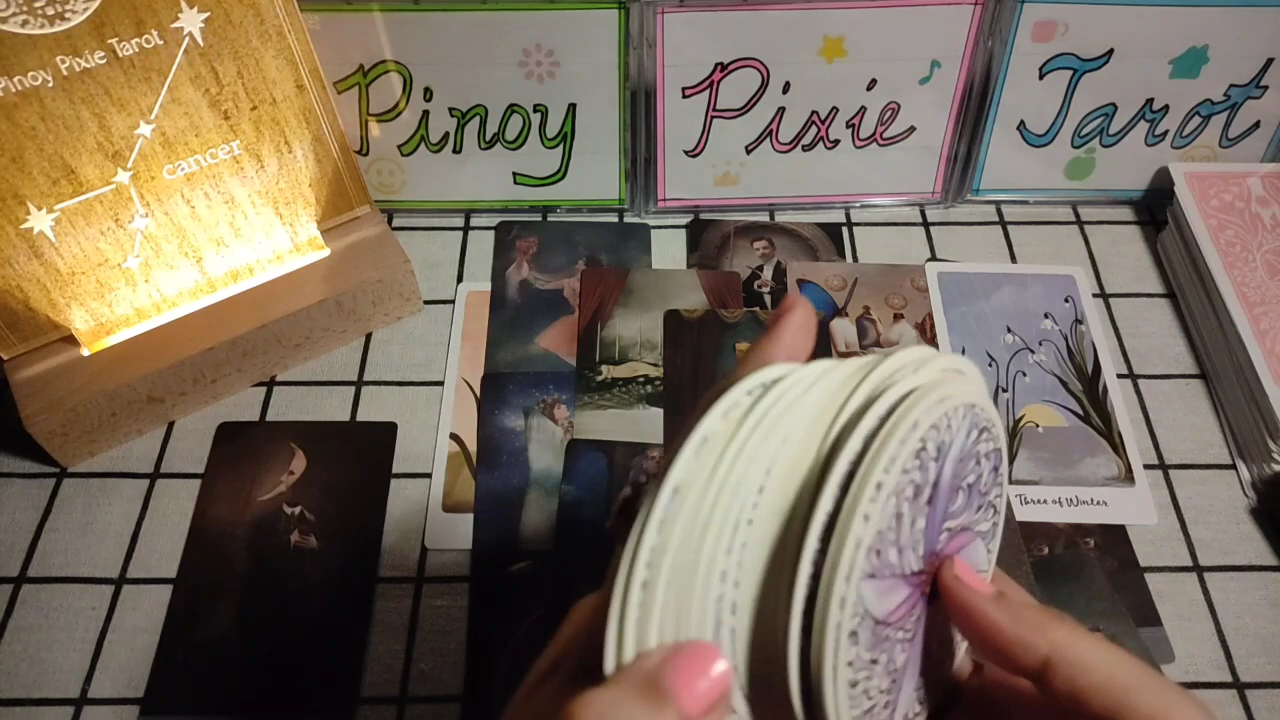 Pinoy Pixie Tarot
cancer
Pinoy
Pixie
Tarot
Three of Winter